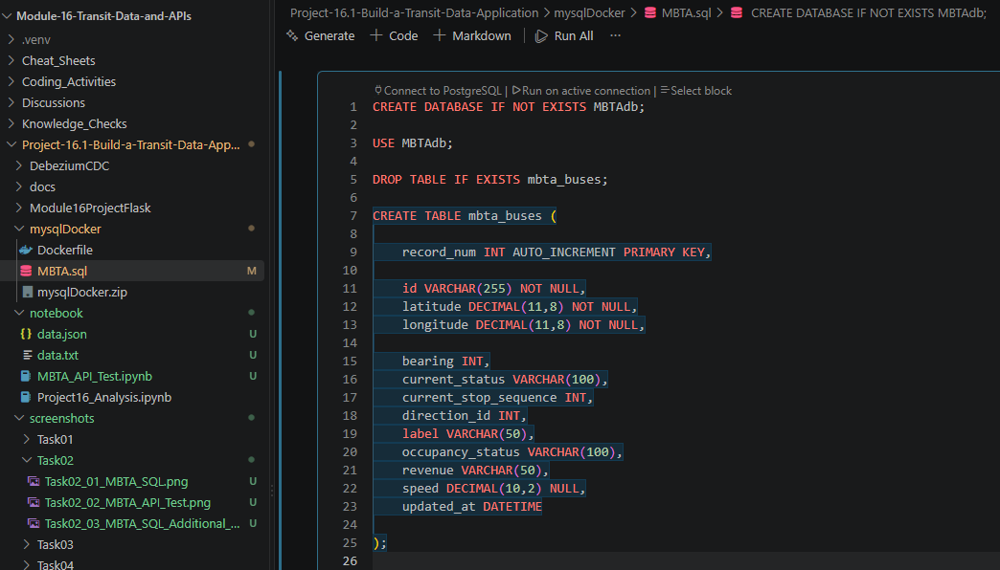 Module-16-Transit-Data-and-APIs
.venv
Cheat_Sheets
Coding_Activities
Discussions
Knowledge_Checks
Project-16.1-Build-a-Transit-Data-App...
DebeziumCDC
docs
Module16ProjectFlask
mysqlDocker
Dockerfile
MBTA.sql M
mysqlDocker.zip
notebook
data.json U
data.txt U
MBTA_API_Test.ipynb U
Project16_Analysis.ipynb
screenshots
Task01
Task02
Task02_01_MBTA_SQL.png U
Task02_02_MBTA_API_Test.png U
Task02_03_MBTA_SQL_Additional_... U
Task03
Task04
Project-16.1-Build-a-Transit-Data-Application > mysqlDocker > MBTA.sql > CREATE DATABASE IF NOT EXISTS MBTAdb;
Generate + Code + Markdown | Run All ...
Connect to PostgreSQL | Run on active connection | Select block
1 CREATE DATABASE IF NOT EXISTS MBTAdb;
2
3 USE MBTAdb;
4
5 DROP TABLE IF EXISTS mbta_buses;
6
7 CREATE TABLE mbta_buses (
8
9 record_num INT AUTO_INCREMENT PRIMARY KEY,
10
11 id VARCHAR(255) NOT NULL,
12 latitude DECIMAL(11,8) NOT NULL,
13 longitude DECIMAL(11,8) NOT NULL,
14
15 bearing INT,
16 current_status VARCHAR(100),
17 current_stop_sequence INT,
18 direction_id INT,
19 label VARCHAR(50),
20 occupancy_status VARCHAR(100),
21 revenue VARCHAR(50),
22 speed DECIMAL(10,2) NULL,
23 updated_at DATETIME
24
25 );
26